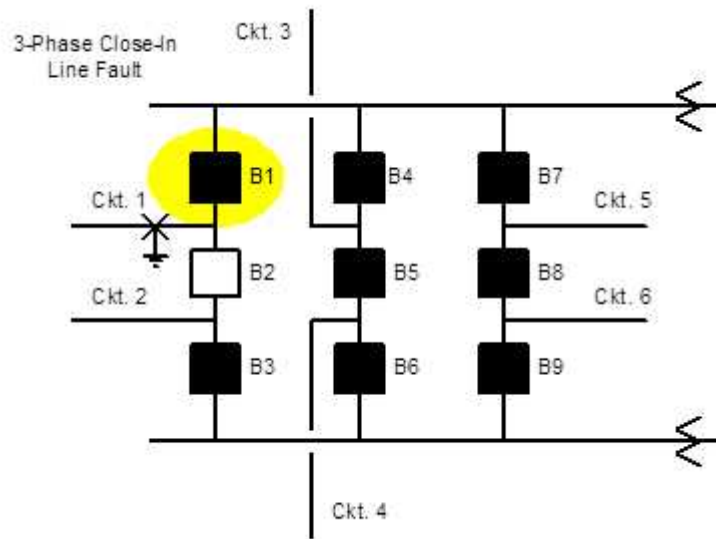 Ckt. 3
3-Phase Close-In
Line Fault
B1
B4
B7
Ckt. 1
Ckt. 5
B2
B5
B8
Ckt. 2
Ckt. 6
B3
B6
B9
Ckt. 4